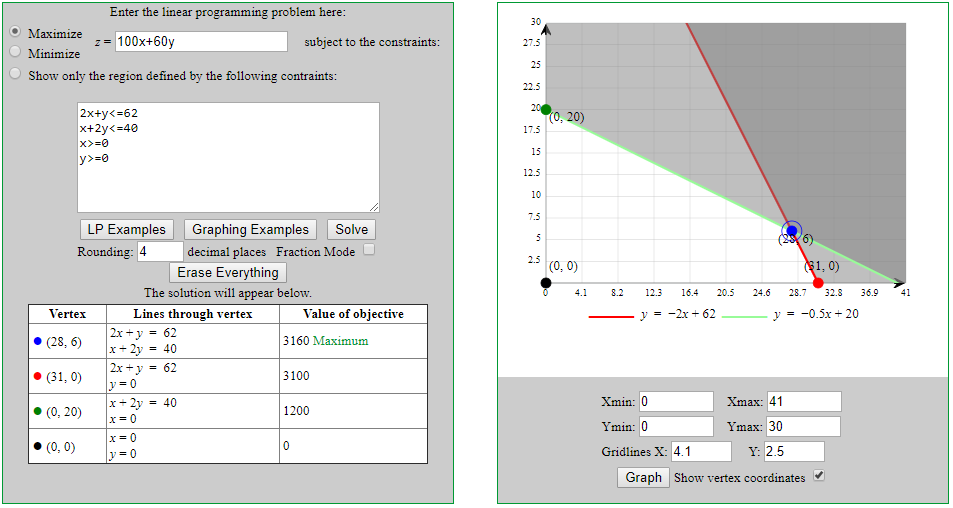 Enter the linear programming problem here:
Maximize
Minimize
z = 100x+60y subject to the constraints:
Show only the region defined by the following contraints:
2x+y<=62
x+2y<=40
x>=0
y>=0
LP Examples Graphing Examples Solve
Rounding: 4 decimal places Fraction Mode
Erase Everything
The solution will appear below.
Vertex Lines through vertex Value of objective
(28, 6) 2x + y = 62 3160 Maximum
x + 2y = 40
(31, 0) 2x + y = 62 3100
y = 0
(0, 20) x + 2y = 40 1200
x = 0
(0, 0) x = 0 0
y = 0
30
27.5
25
22.5
20
(0, 20)
17.5
15
12.5
10
7.5
5
(28, 6)
2.5
(0, 0) (31, 0)
0 4.1 8.2 12.3 16.4 20.5 24.6 28.7 32.8 36.9 41
y = −2x + 62 y = −0.5x + 20
Xmin: 0 Xmax: 41
Ymin: 0 Ymax: 30
Gridlines X: 4.1 Y: 2.5
Graph Show vertex coordinates